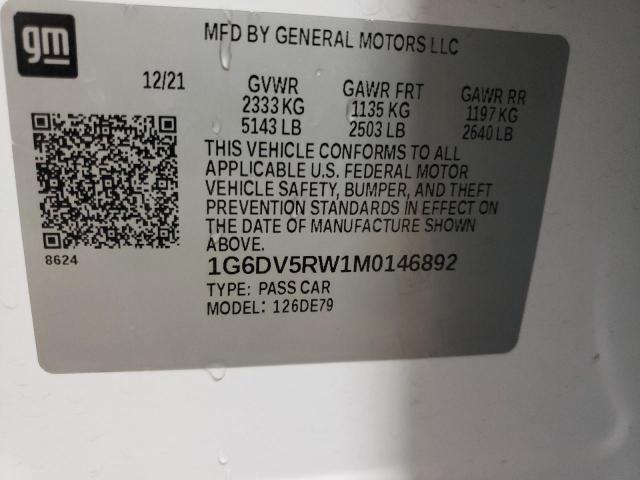 gm
MFD BY GENERAL MOTORS LLC
12/21 GVWR GAWR FRT GAWR RR
2333 KG 1135 KG 1197 KG
5143 LB 2503 LB 2640 LB
THIS VEHICLE CONFORMS TO ALL
APPLICABLE U.S. FEDERAL MOTOR
VEHICLE SAFETY, BUMPER, AND THEFT
PREVENTION STANDARDS IN EFFECT ON
THE DATE OF MANUFACTURE SHOWN
ABOVE.
8624
1G6DV5RW1M0146892
TYPE: PASS CAR
MODEL: 126DE79